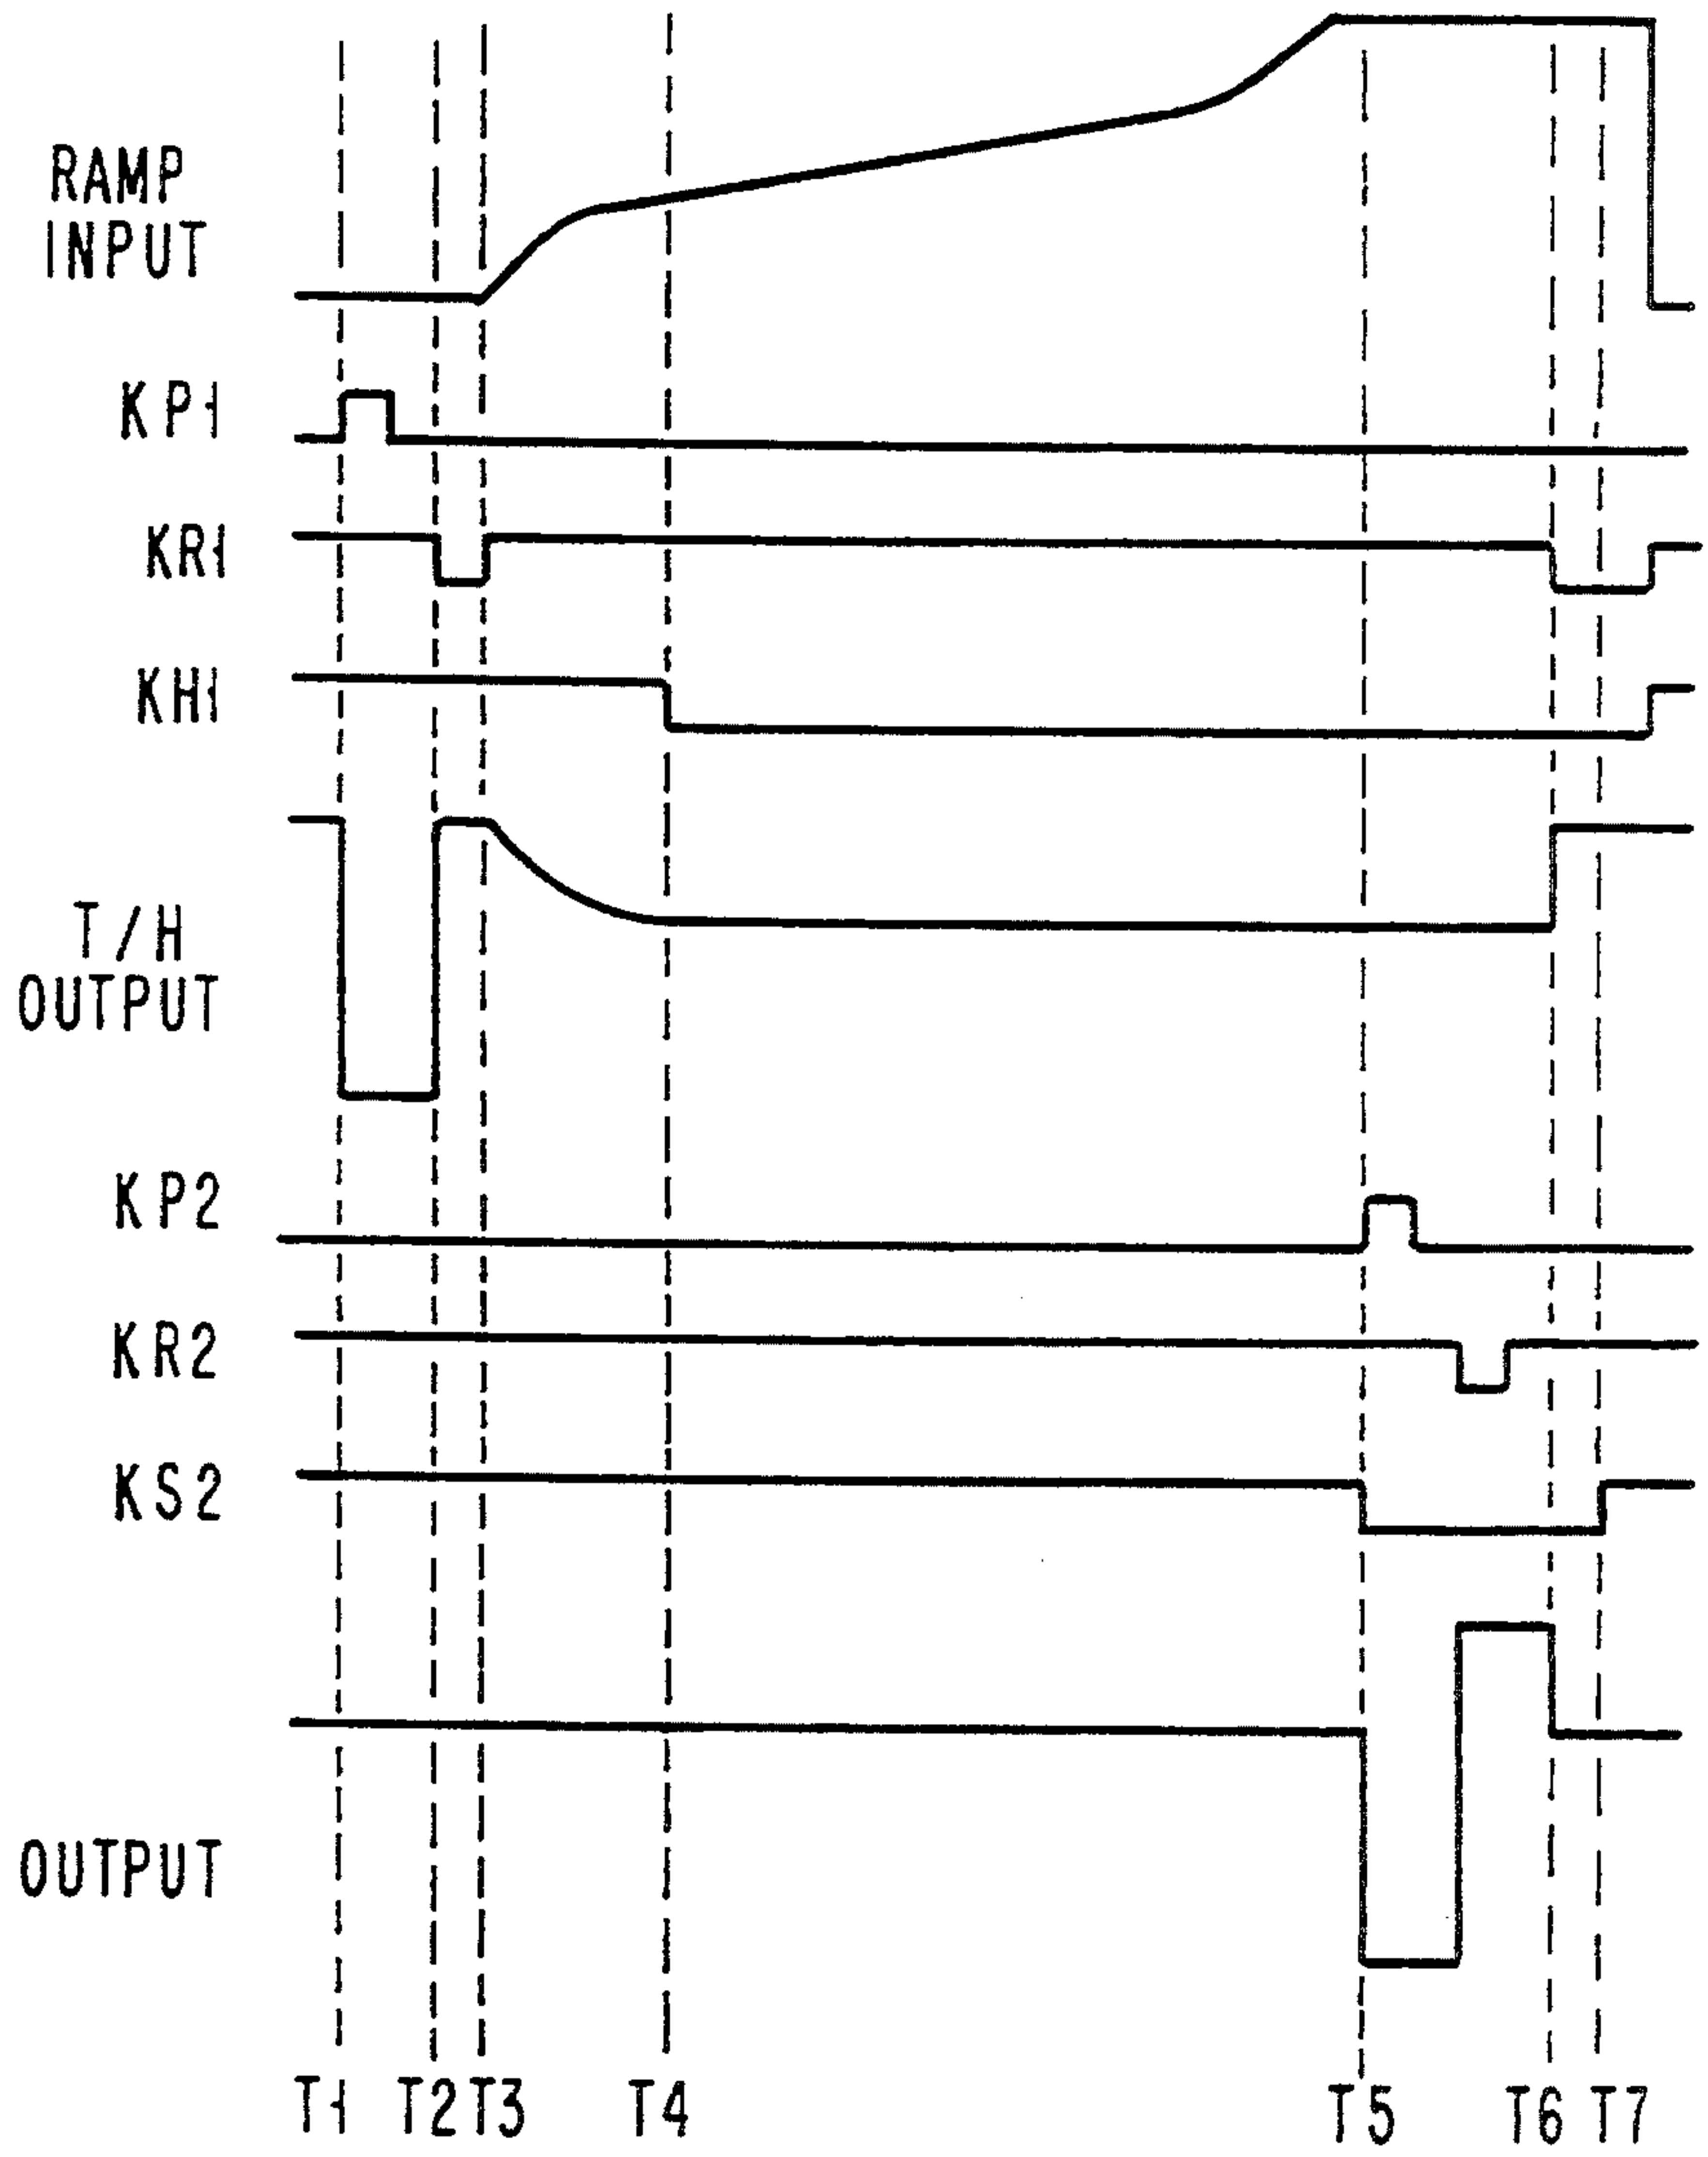 RAMP
INPUT
KP1
KR1
KH1
T/H
OUTPUT
KP2
KR2
KS2
OUTPUT
T1 T2 T3 T4 T5 T6 T7